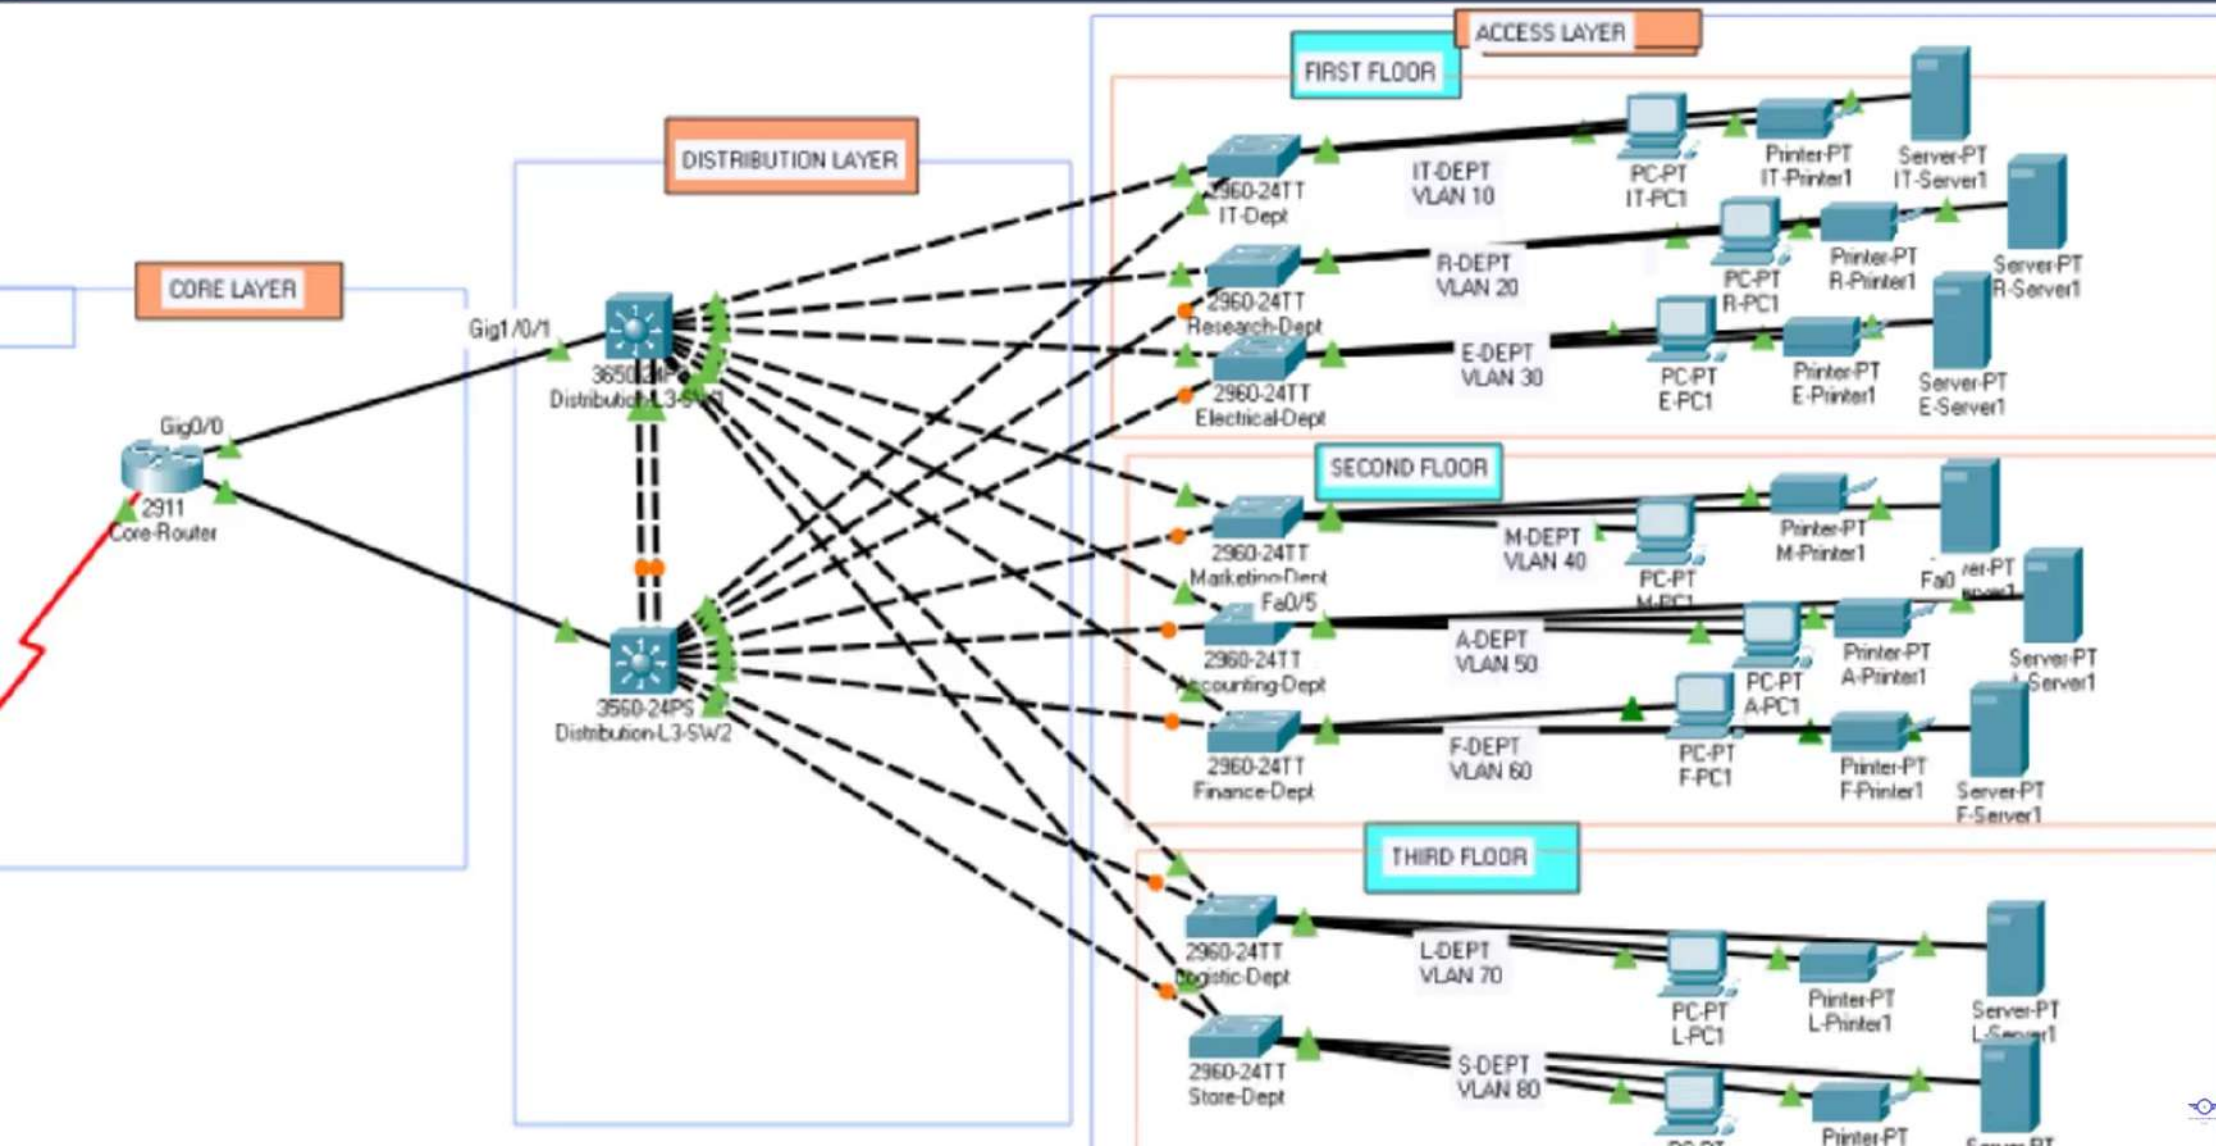 ACCESS LAYER
FIRST FLOOR
DISTRIBUTION LAYER
CORE LAYER
Gig1/0/1
Gig0/0
2911
Core-Router
3560-24PS
Distribution-L3-SW2
2960-24TT
IT-Dept
IT-DEPT
VLAN 10
PC-PT
IT-PC1
Printer-PT
IT-Printer1
Server-PT
IT-Server1
2960-24TT
Research-Dept
R-DEPT
VLAN 20
PC-PT
R-PC1
Printer-PT
R-Printer1
Server-PT
R-Server1
2960-24TT
Electrical-Dept
E-DEPT
VLAN 30
PC-PT
E-PC1
Printer-PT
E-Printer1
Server-PT
E-Server1
SECOND FLOOR
2960-24TT
Marketing-Dept
M-DEPT
VLAN 40
PC-PT
M-PC1
Printer-PT
M-Printer1
Fa0
Fa0/5
2960-24TT
Accounting-Dept
A-DEPT
VLAN 50
PC-PT
A-PC1
Printer-PT
A-Printer1
Server-PT
2960-24TT
Finance-Dept
F-DEPT
VLAN 60
PC-PT
F-PC1
Printer-PT
F-Printer1
Server-PT
F-Server1
THIRD FLOOR
2960-24TT
Logistic-Dept
L-DEPT
VLAN 70
PC-PT
L-PC1
Printer-PT
L-Printer1
Server-PT
L-Server1
2960-24TT
Store-Dept
S-DEPT
VLAN 80
Printer-PT